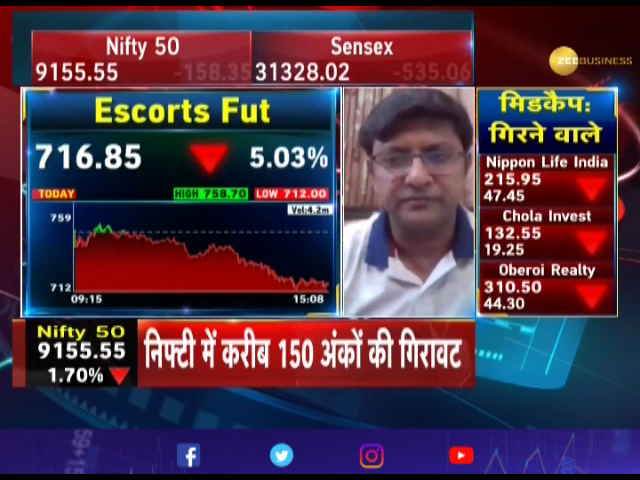 Nifty 50
Sensex
9155.55 -158.35 31328.02 -535.06
ZEEBUSINESS
Escorts Fut
716.85 5.03%
TODAY HIGH 758.70 LOW 712.00
Vol:4.2m
759
712
09:15 15:08
मिडकैप:
गिरने वाले
Nippon Life India
215.95
47.45
Chola Invest
132.55
19.25
Oberoi Realty
310.50
44.30
Nifty 50
9155.55
1.70%
निफ्टी में करीब 150 अंकों की गिरावट